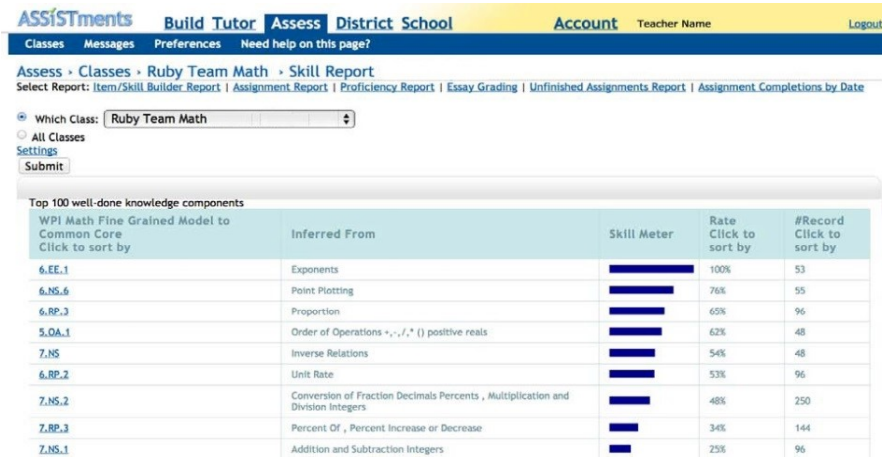 ASSiSTments Build Tutor Assess District School Account Teacher Name Logout
Classes Messages Preferences Need help on this page?
Assess › Classes › Ruby Team Math › Skill Report
Select Report: Item/Skill Builder Report | Assignment Report | Proficiency Report | Essay Grading | Unfinished Assignments Report | Assignment Completions by Date
Which Class: Ruby Team Math
All Classes
Settings
Submit
Top 100 well-done knowledge components
WPI Math Fine Grained Model to
Common Core
Click to sort by
Inferred From
Skill Meter
Rate
Click to
sort by
#Record
Click to
sort by
6.EE.1 Exponents 100% 53
6.NS.6 Point Plotting 76% 55
6.RP.3 Proportion 65% 96
5.OA.1 Order of Operations +,-,/,* () positive reals 62% 48
7.NS Inverse Relations 54% 48
6.RP.2 Unit Rate 53% 96
7.NS.2 Conversion of Fraction Decimals Percents , Multiplication and
Division Integers 48% 250
7.RP.3 Percent Of , Percent Increase or Decrease 34% 144
7.NS.1 Addition and Subtraction Integers 25% 96